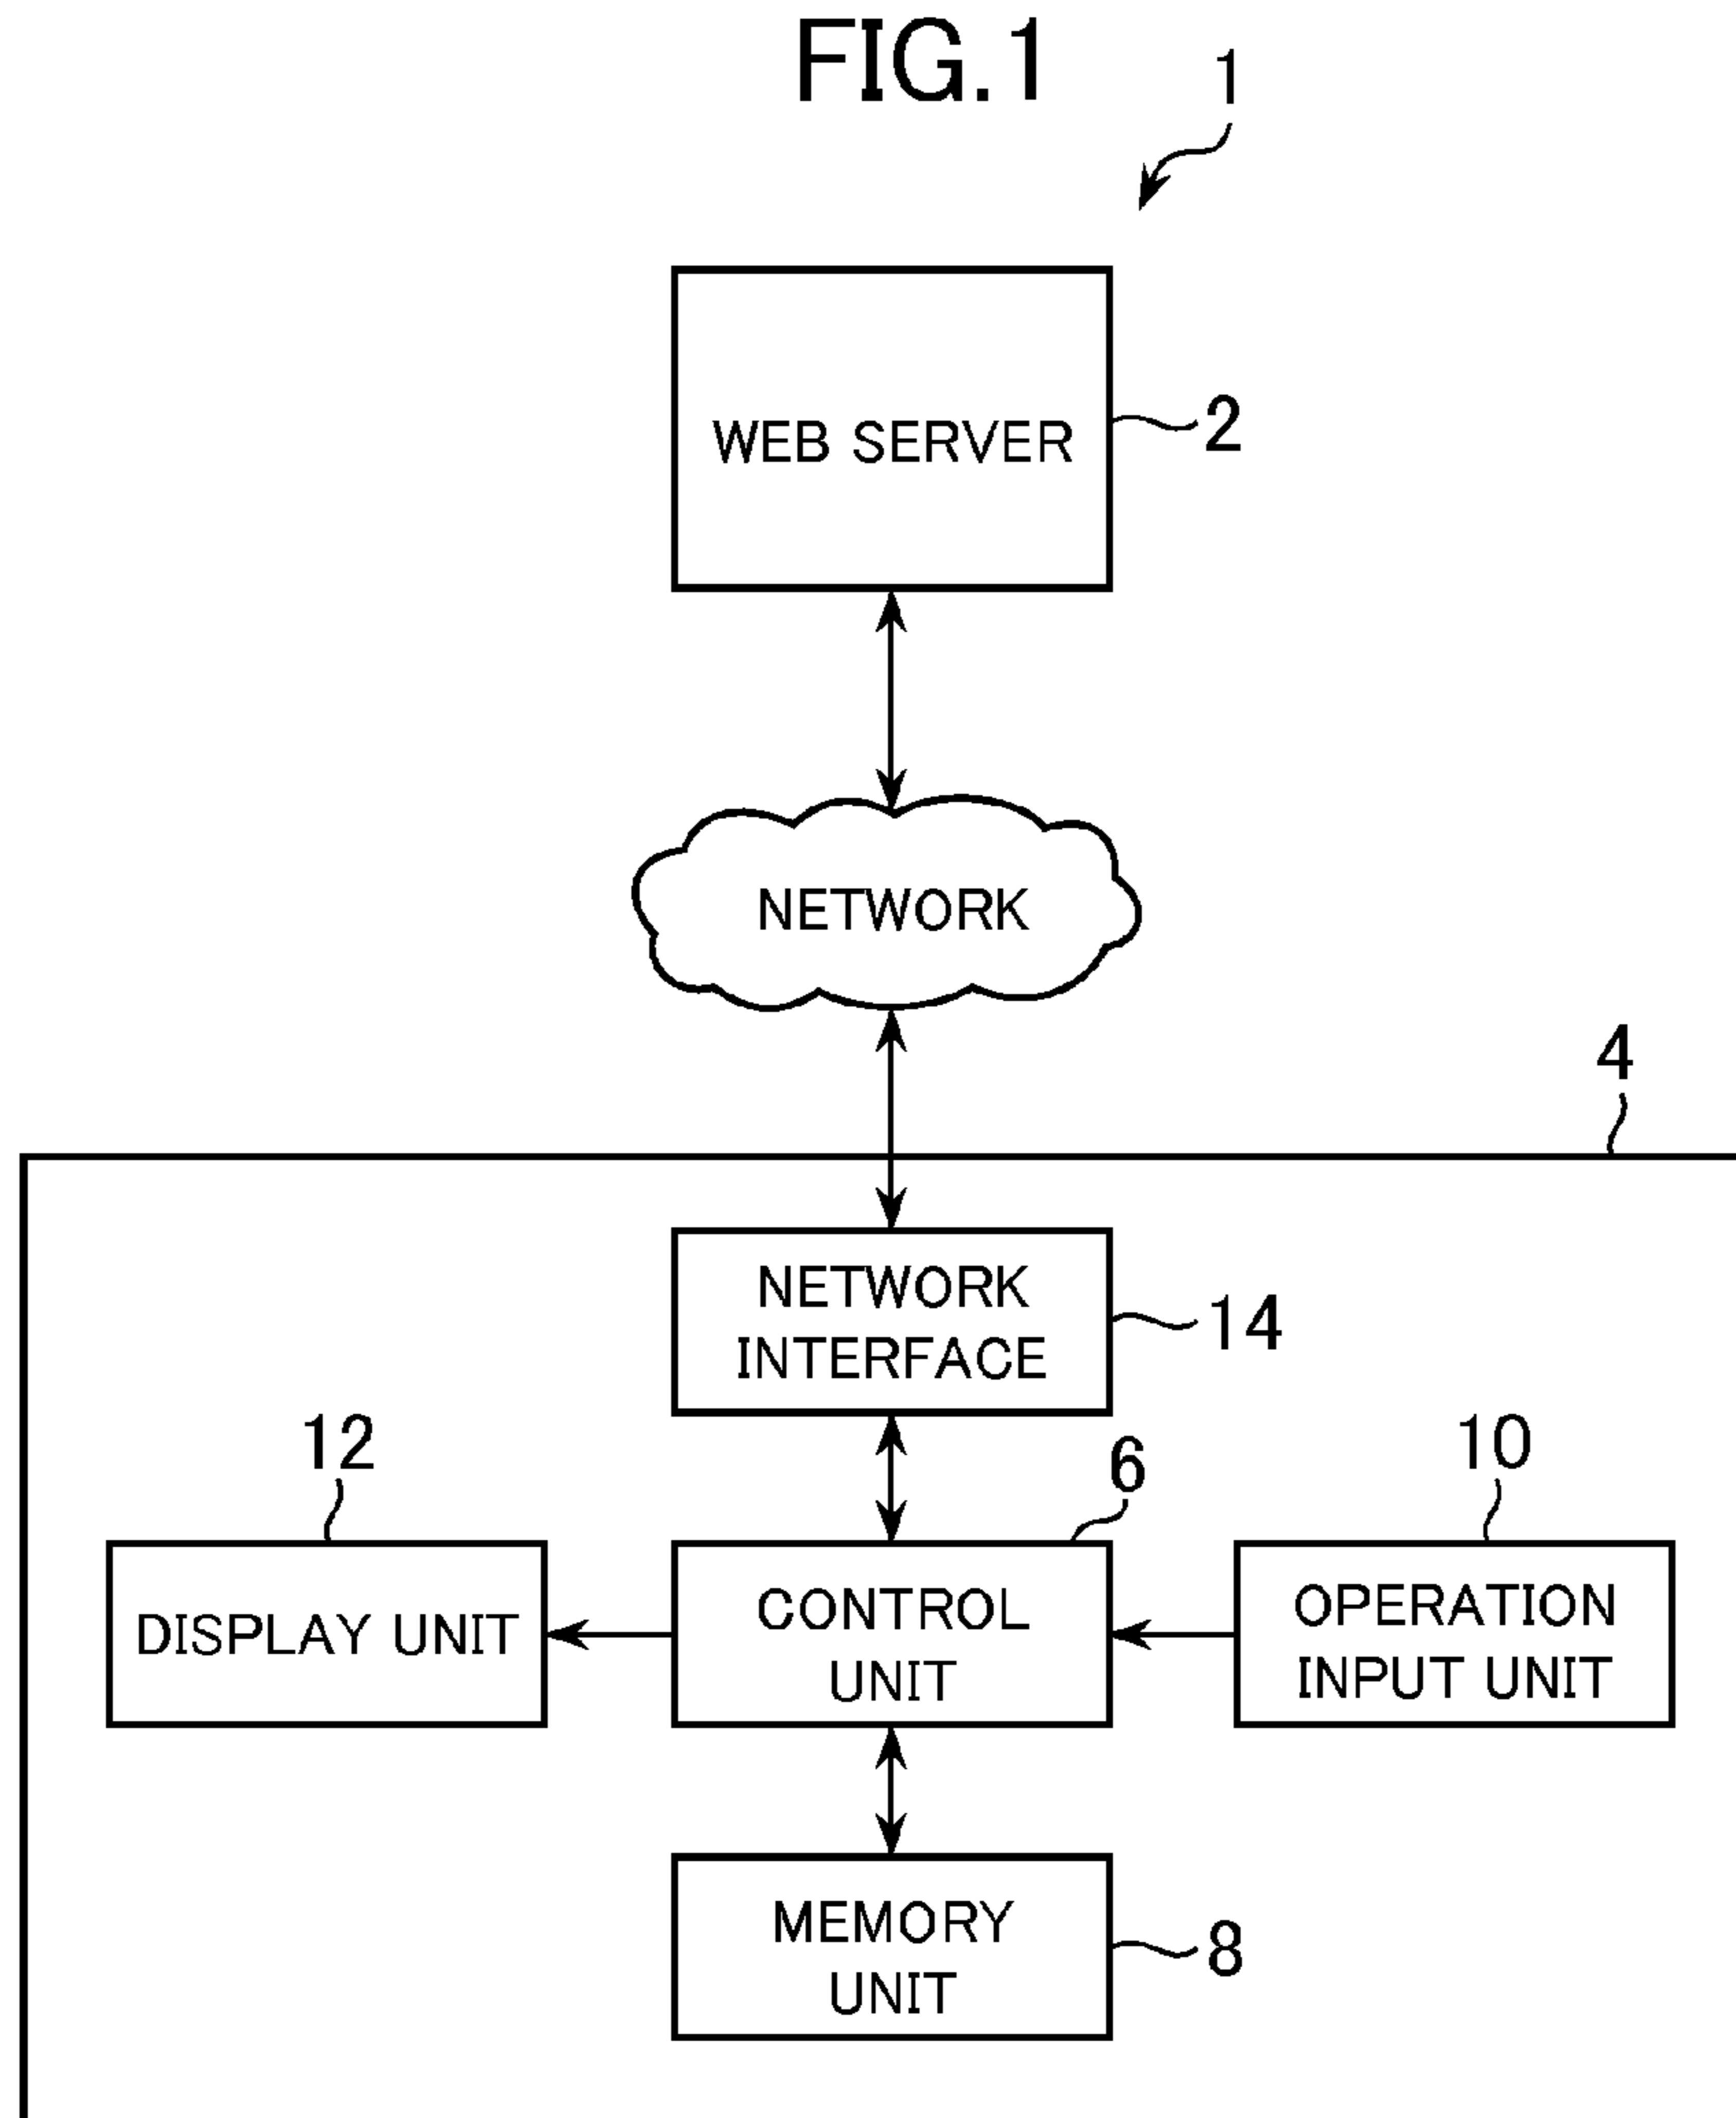 FIG.1
1
WEB SERVER
2
NETWORK
4
NETWORK
INTERFACE
14
12
6
10
DISPLAY UNIT
CONTROL
UNIT
OPERATION
INPUT UNIT
MEMORY
UNIT
8